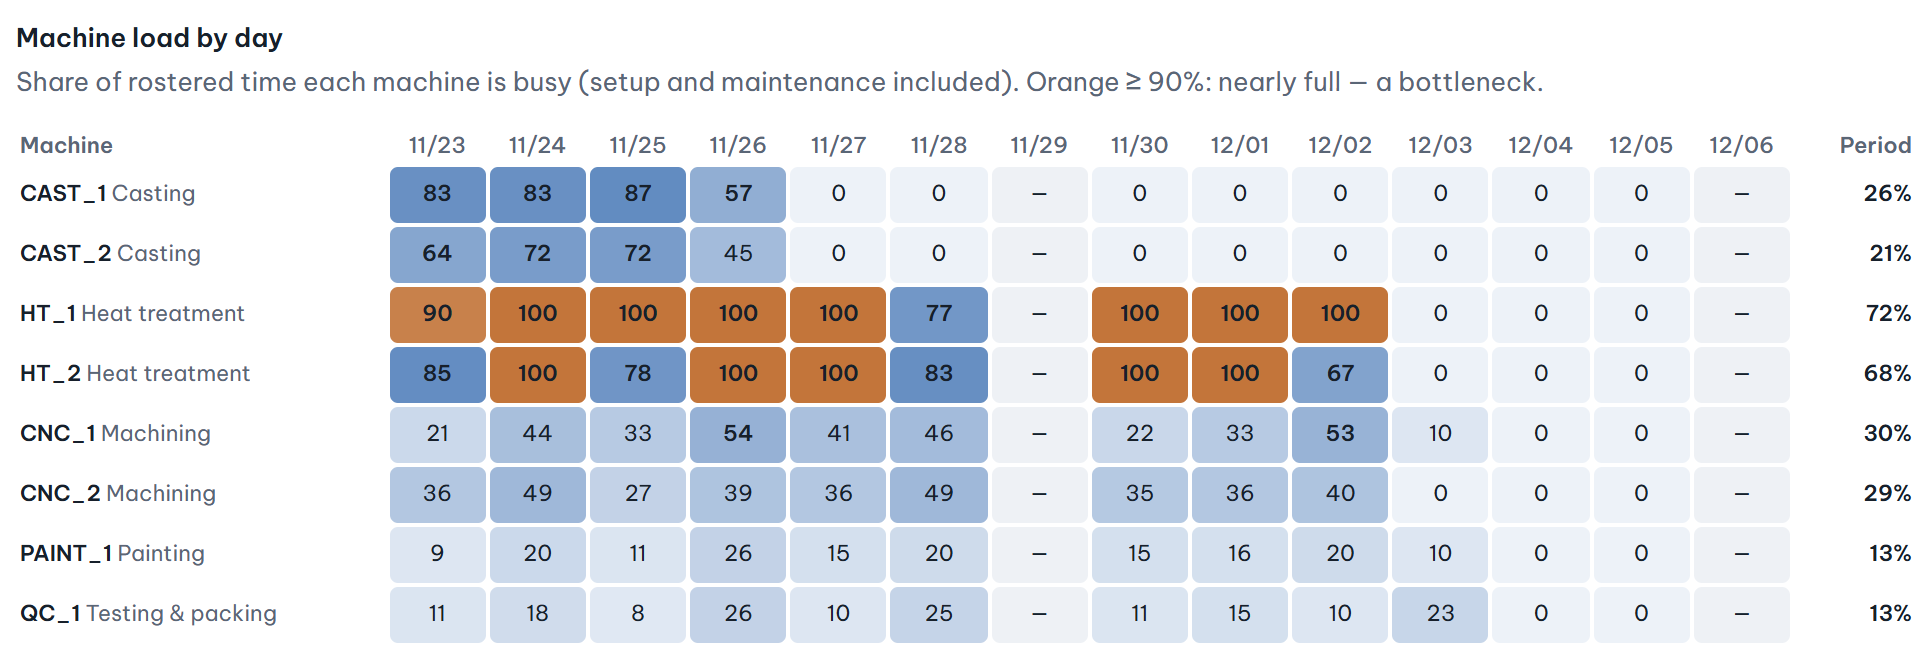 Machine load by day
Share of rostered time each machine is busy (setup and maintenance included). Orange ≥ 90%: nearly full — a bottleneck.
Machine 11/23 11/24 11/25 11/26 11/27 11/28 11/29 11/30 12/01 12/02 12/03 12/04 12/05 12/06 Period
CAST_1 Casting 83 83 87 57 0 0 – 0 0 0 0 0 0 – 26%
CAST_2 Casting 64 72 72 45 0 0 – 0 0 0 0 0 0 – 21%
HT_1 Heat treatment 90 100 100 100 100 77 – 100 100 100 0 0 0 – 72%
HT_2 Heat treatment 85 100 78 100 100 83 – 100 100 67 0 0 0 – 68%
CNC_1 Machining 21 44 33 54 41 46 – 22 33 53 10 0 0 – 30%
CNC_2 Machining 36 49 27 39 36 49 – 35 36 40 0 0 0 – 29%
PAINT_1 Painting 9 20 11 26 15 20 – 15 16 20 10 0 0 – 13%
QC_1 Testing & packing 11 18 8 26 10 25 – 11 15 10 23 0 0 – 13%